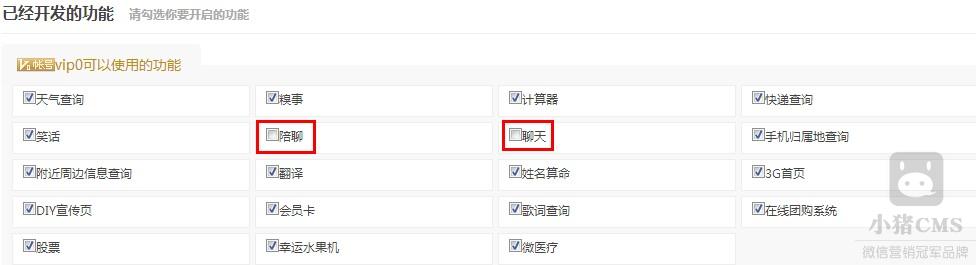 已经开发的功能 请勾选你要开启的功能
V 帐号 vip0可以使用的功能
天气查询 糗事 计算器 快递查询
笑话 陪聊 聊天 手机归属地查询
附近周边信息查询 翻译 姓名算命 3G首页
DIY宣传页 会员卡 歌词查询 在线团购系统
股票 幸运水果机 微医疗
小猪CMS
微信营销冠军品牌